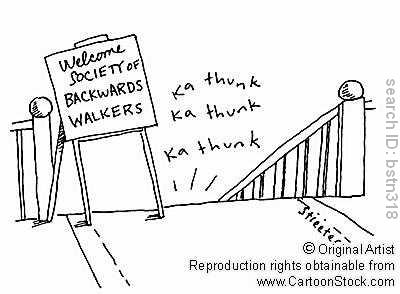 Welcome
SOCIETY OF
BACKWARDS
WALKERS
Ka thunk
Ka thunk
Ka thunk
Streeter
search ID: bstn318
© Original Artist
Reproduction rights obtainable from
www.CartoonStock.com